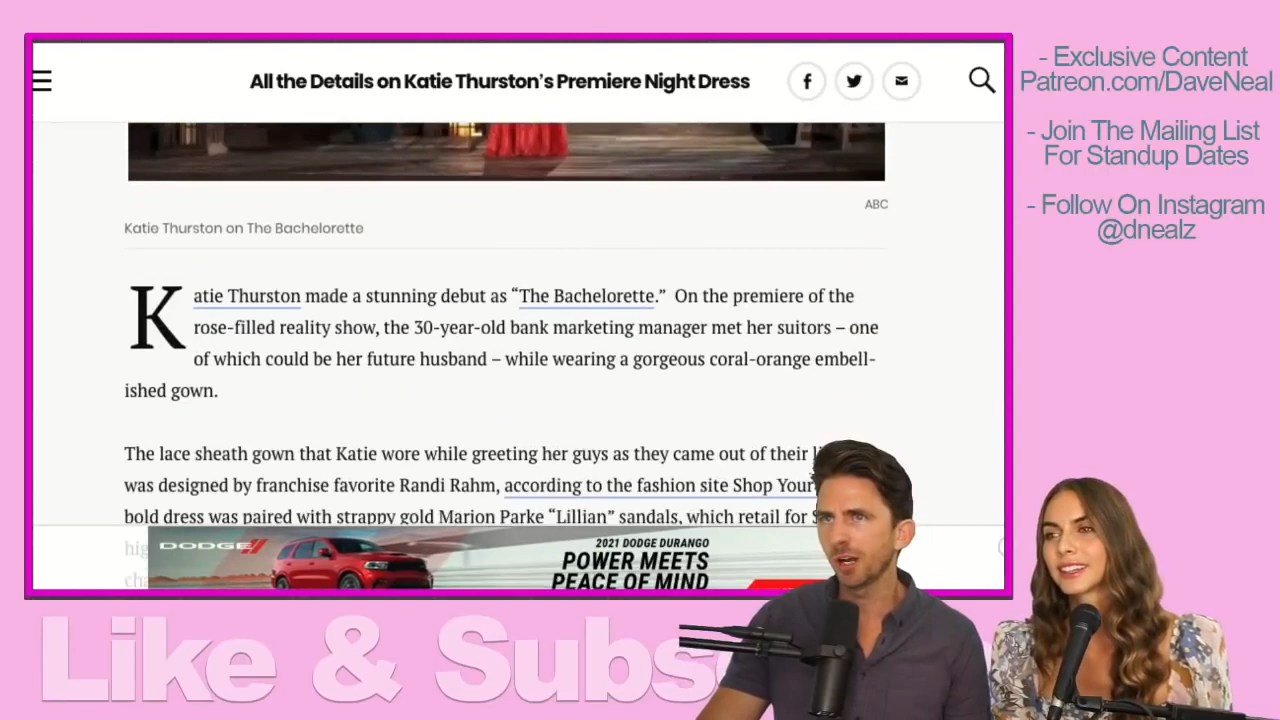 All the Details on Katie Thurston's Premiere Night Dress
ABC
Katie Thurston on The Bachelorette
Katie Thurston made a stunning debut as “The Bachelorette.” On the premiere of the
rose-filled reality show, the 30-year-old bank marketing manager met her suitors – one
of which could be her future husband – while wearing a gorgeous coral-orange embell-
ished gown.
The lace sheath gown that Katie wore while greeting her guys as they came out of their
was designed by franchise favorite Randi Rahm, according to the fashion site Shop Your
bold dress was paired with strappy gold Marion Parke “Lillian” sandals, which retail for
DODGE
2021 DODGE DURANGO
POWER MEETS
PEACE OF MIND
- Exclusive Content
Patreon.com/DaveNeal
- Join The Mailing List
For Standup Dates
- Follow On Instagram
@dnealz
Like & Subs